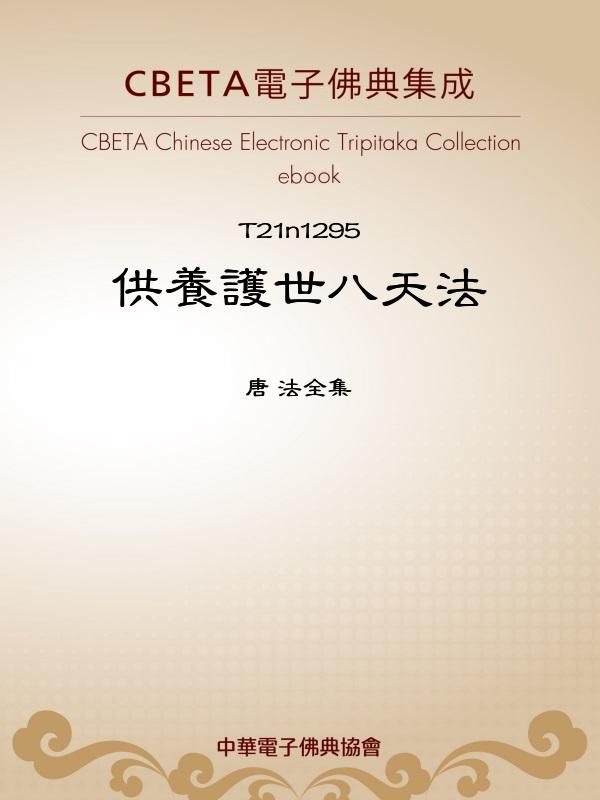 CBETA電子佛典集成
CBETA Chinese Electronic Tripitaka Collection
ebook
T21n1295
供養護世八天法
唐 法全集
中華電子佛典協會